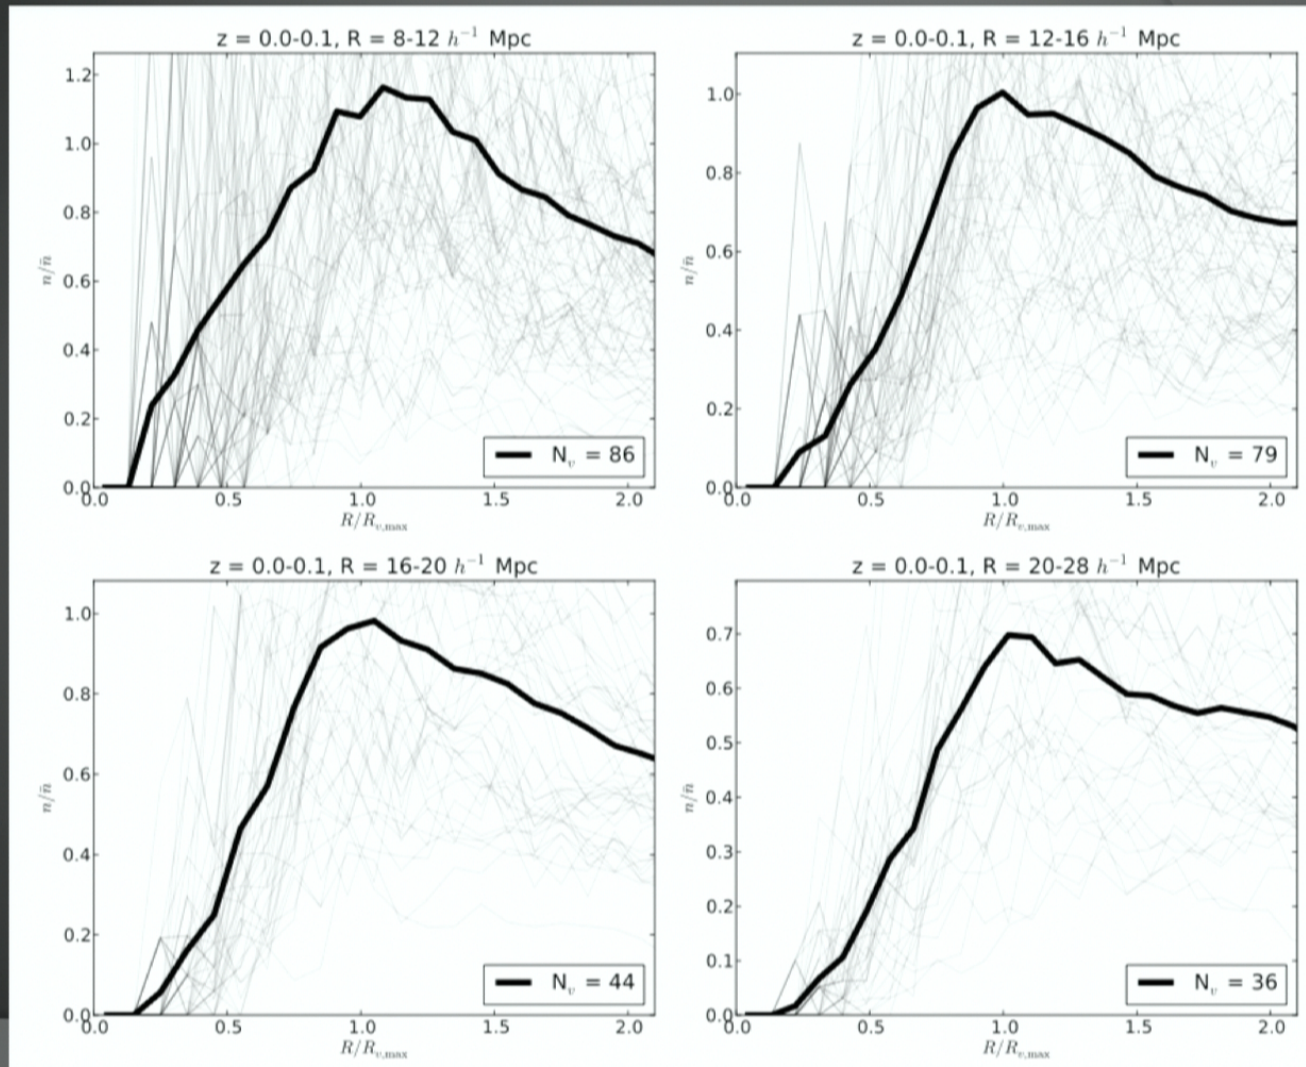 z = 0.0-0.1, R = 8-12 h⁻¹ Mpc
1.2
1.0
0.8
0.6
0.4
0.2
0.0
n/n̄
N_v = 86
0.0 0.5 1.0 1.5 2.0
R/R_v,max
z = 0.0-0.1, R = 12-16 h⁻¹ Mpc
1.0
0.8
0.6
0.4
0.2
0.0
n/n̄
N_v = 79
0.0 0.5 1.0 1.5 2.0
R/R_v,max
z = 0.0-0.1, R = 16-20 h⁻¹ Mpc
1.0
0.8
0.6
0.4
0.2
0.0
n/n̄
N_v = 44
0.0 0.5 1.0 1.5 2.0
R/R_v,max
z = 0.0-0.1, R = 20-28 h⁻¹ Mpc
0.7
0.6
0.5
0.4
0.3
0.2
0.1
0.0
n/n̄
N_v = 36
0.0 0.5 1.0 1.5 2.0
R/R_v,max